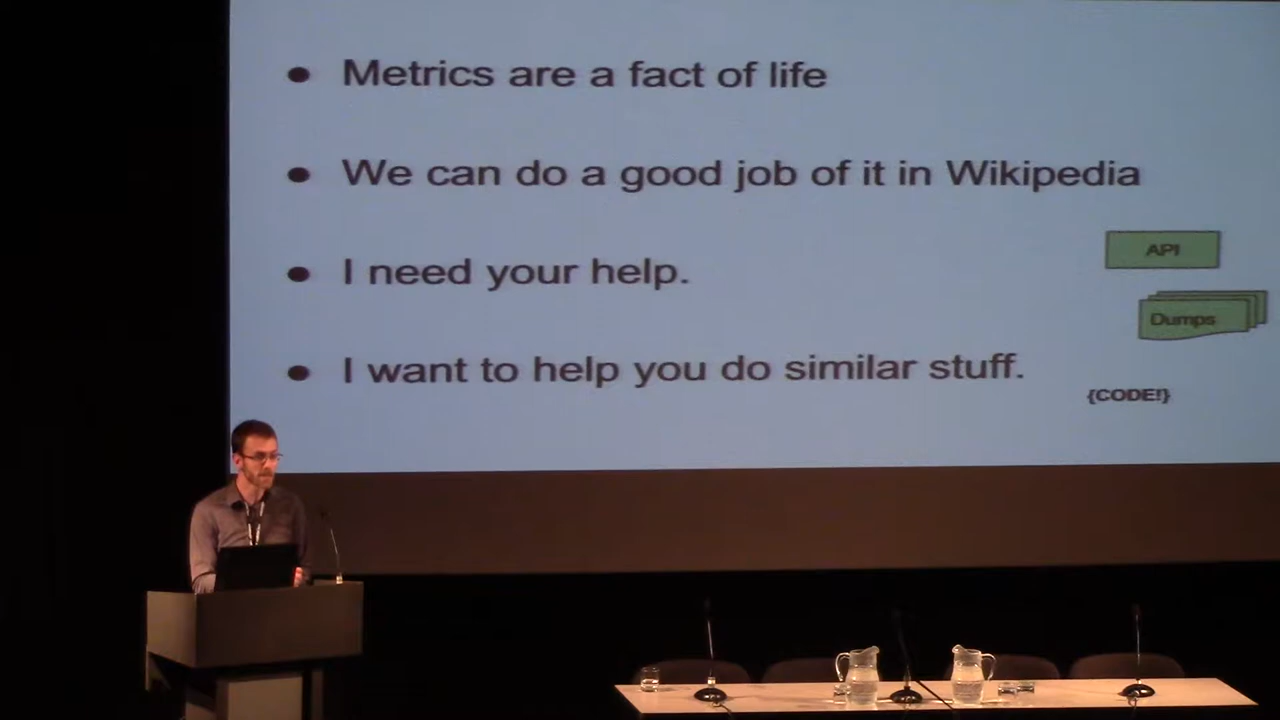 ● Metrics are a fact of life
● We can do a good job of it in Wikipedia
● I need your help.
API
Dumps
● I want to help you do similar stuff.
{CODE!}